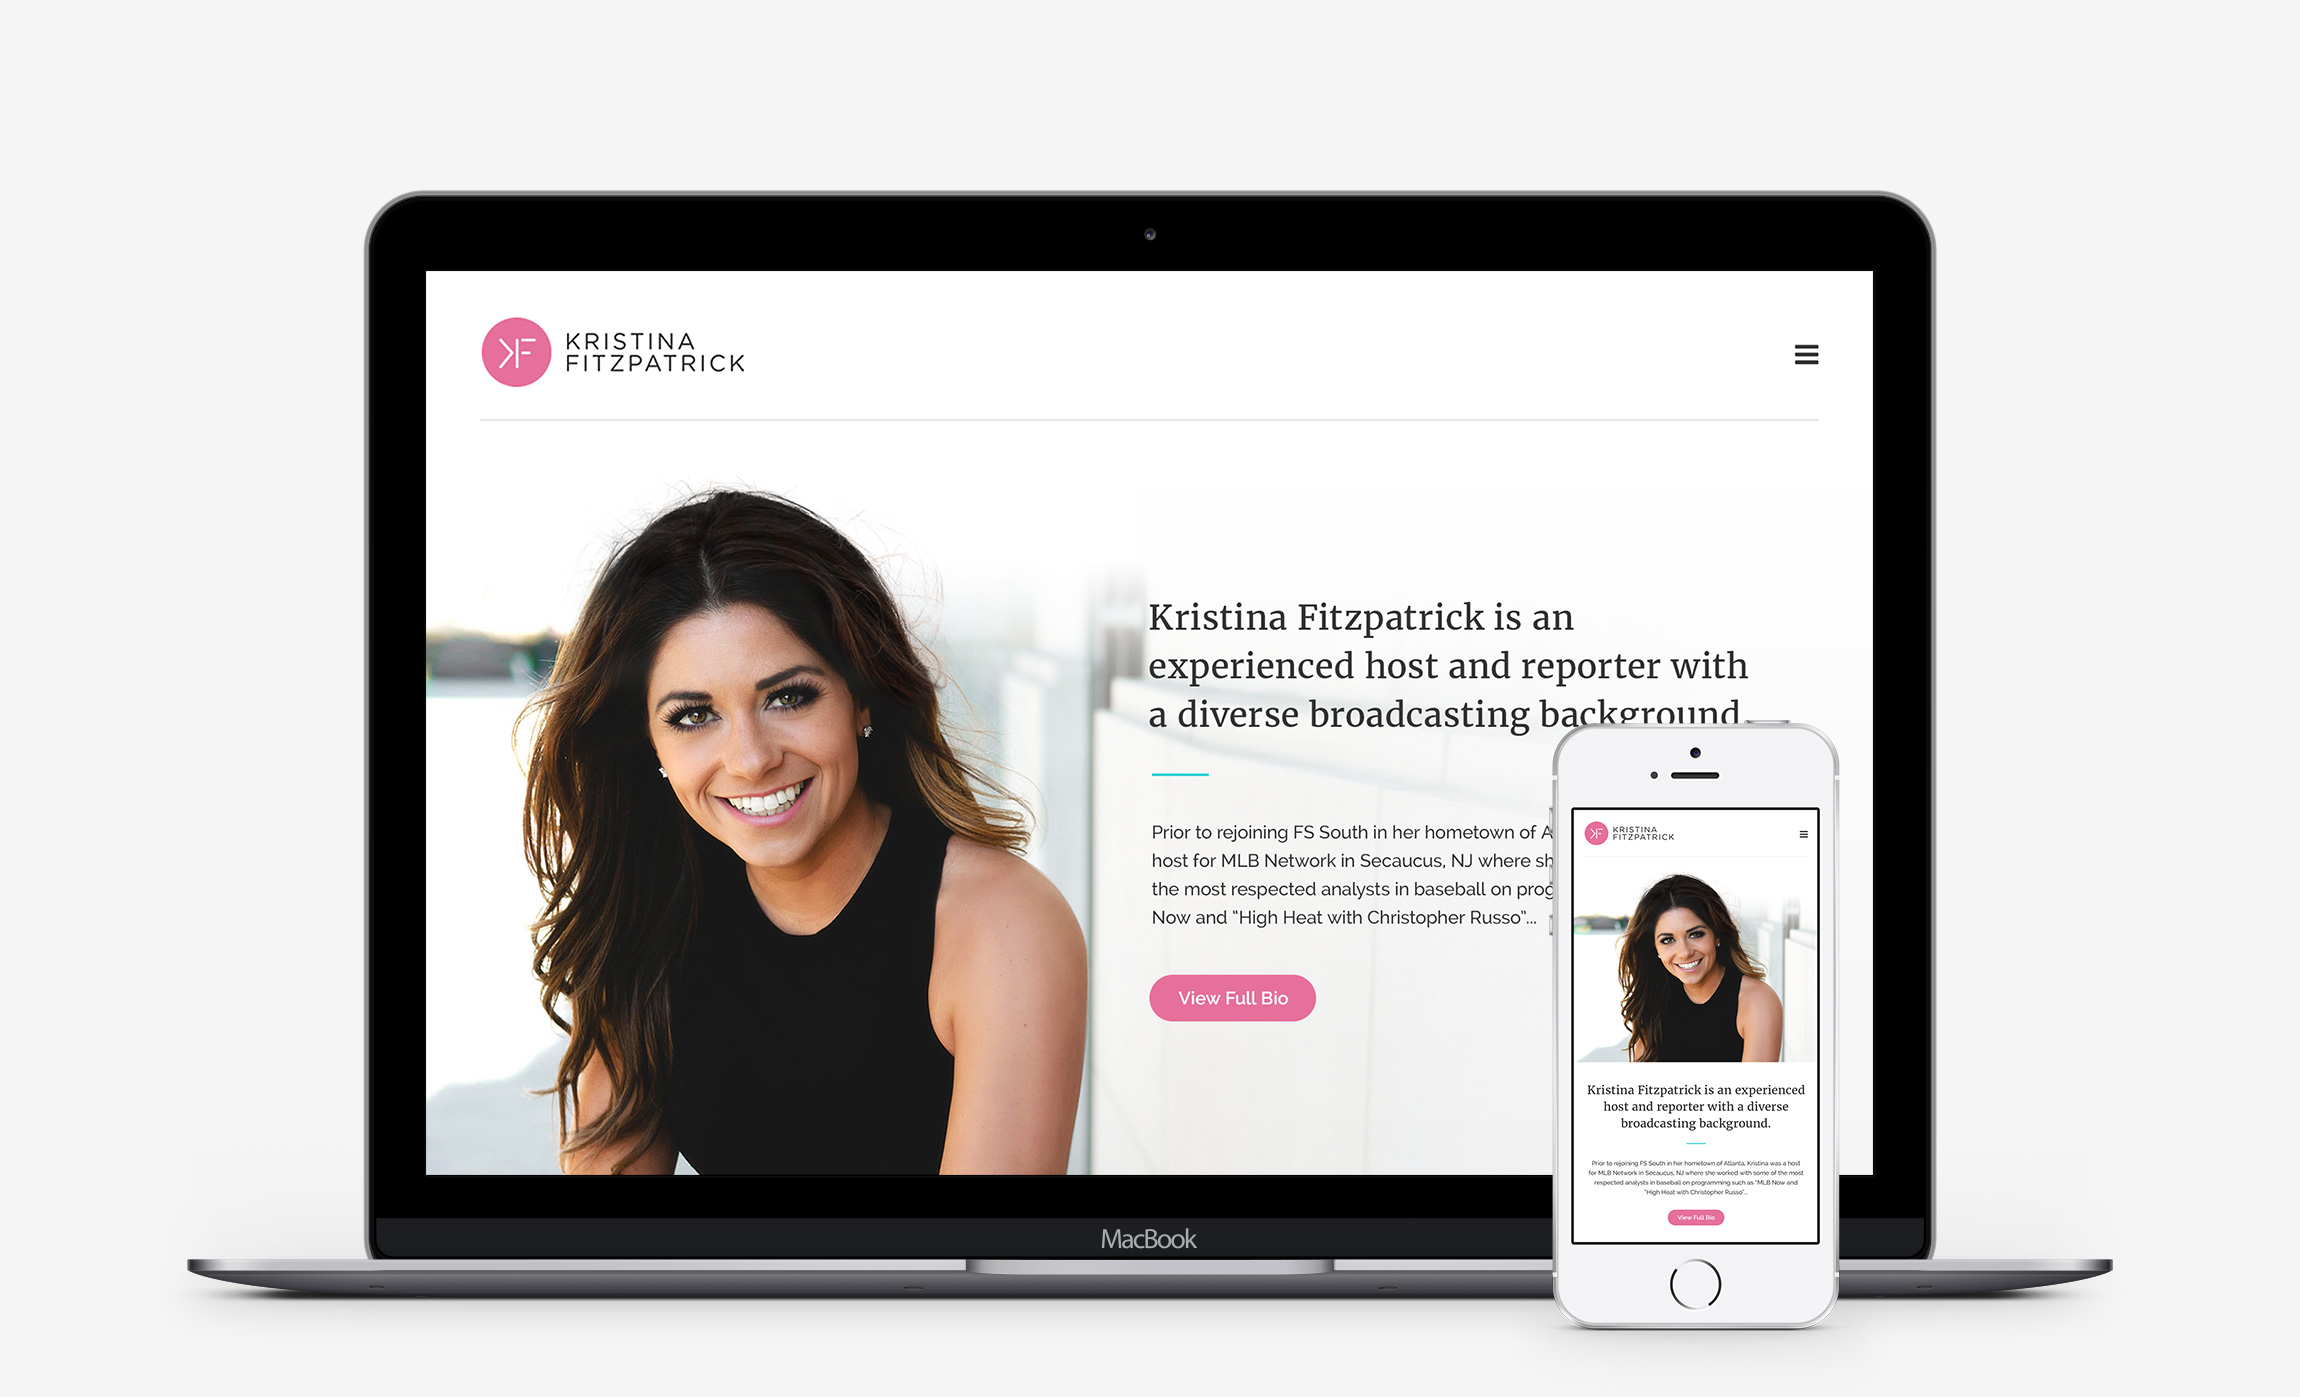 KF KRISTINA
FITZPATRICK
Kristina Fitzpatrick is an
experienced host and reporter with
a diverse broadcasting background
Prior to rejoining FS South in her hometown of A
host for MLB Network in Secaucus, NJ where sh
the most respected analysts in baseball on prog
Now and “High Heat with Christopher Russo”...
View Full Bio
MacBook
KF KRISTINA
FITZPATRICK
Kristina Fitzpatrick is an experienced
host and reporter with a diverse
broadcasting background.
Prior to rejoining FS South in her hometown of Atlanta, Kristina was a host
for MLB Network in Secaucus, NJ where she worked with some of the most
respected analysts in baseball on programming such as “MLB Now and
“High Heat with Christopher Russo”...
View Full Bio